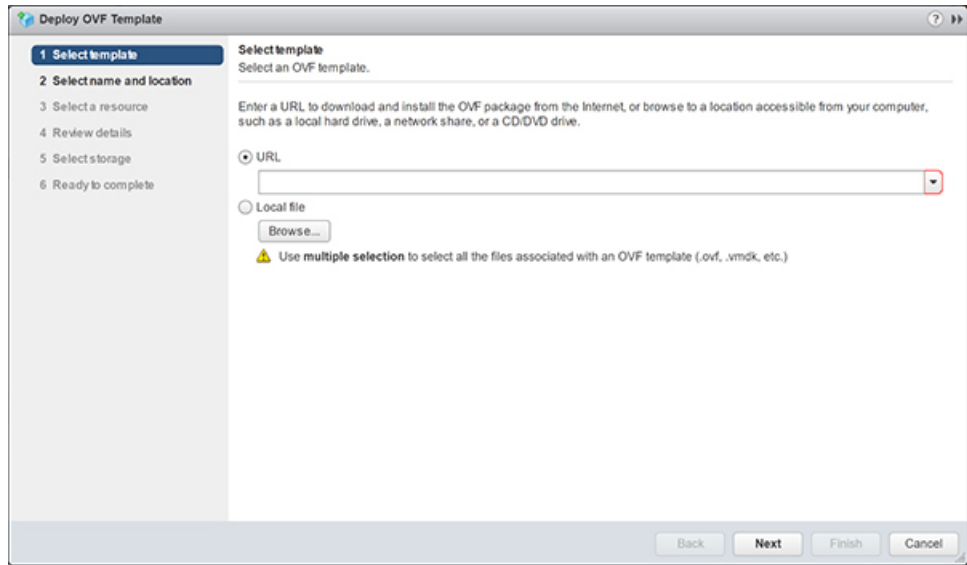 Deploy OVF Template
?
1 Select template
2 Select name and location
3 Select a resource
4 Review details
5 Select storage
6 Ready to complete
Select template
Select an OVF template.
Enter a URL to download and install the OVF package from the Internet, or browse to a location accessible from your computer,
such as a local hard drive, a network share, or a CD/DVD drive.
URL
Local file
Browse...
Use multiple selection to select all the files associated with an OVF template (.ovf, .vmdk, etc.)
Back
Next
Finish
Cancel